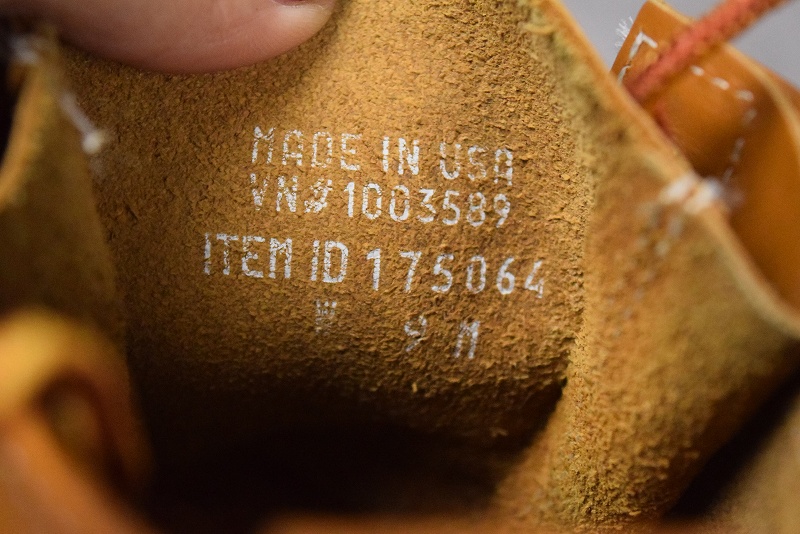 MADE IN USA
VN# 1003589
ITEM ID 175064
W 9 M